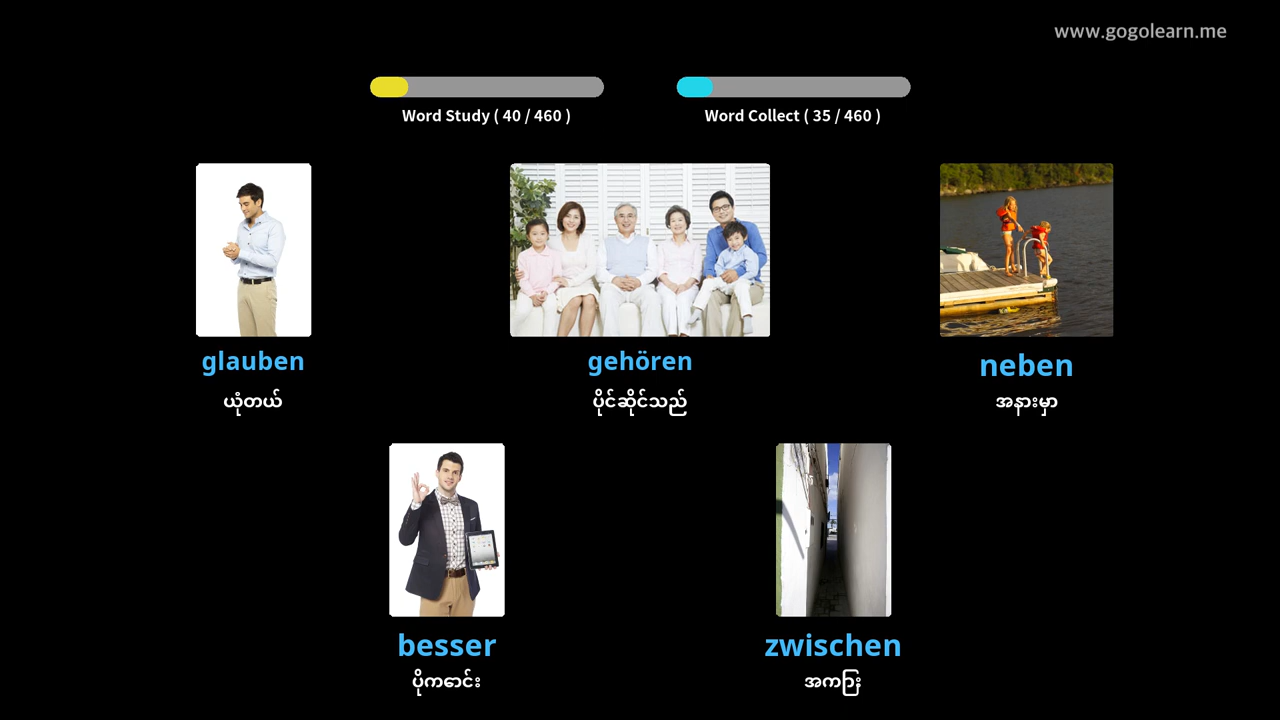 www.gogolearn.me
Word Study ( 40 / 460 )
Word Collect ( 35 / 460 )
glauben
ယုံတယ်
gehören
ပိုင်ဆိုင်သည်
neben
အနားမှာ
besser
ပိုကောင်း
zwischen
အကြား